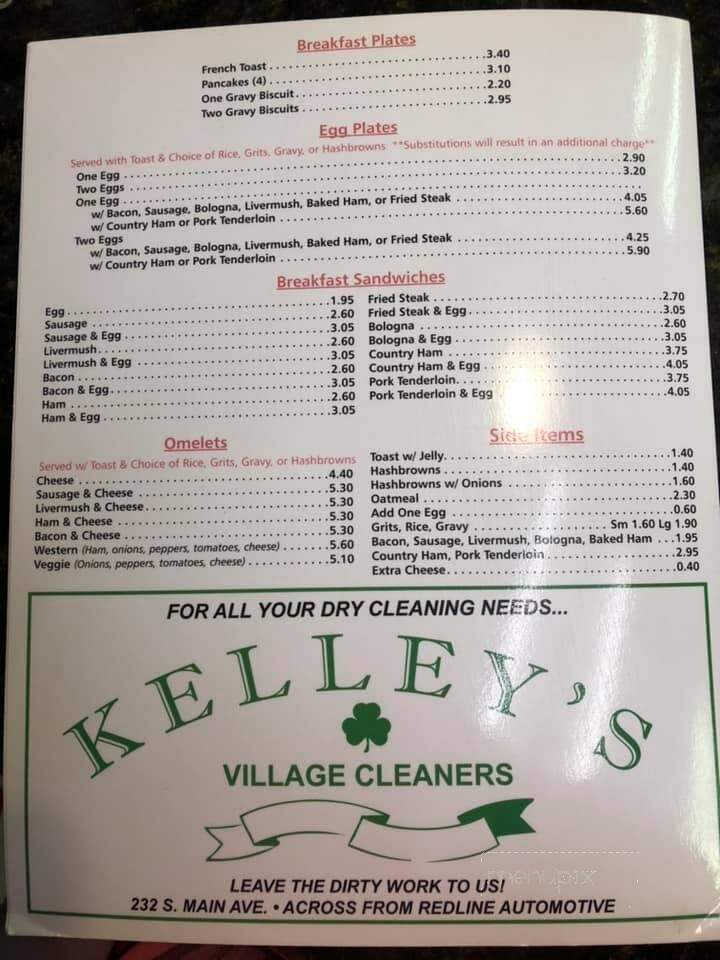 Breakfast Plates
French Toast 3.40
Pancakes (4) 3.10
One Gravy Biscuit 2.20
Two Gravy Biscuits 2.95
Egg Plates
Served with Toast & Choice of Rice, Grits, Gravy, or Hashbrowns **Substitutions will result in an additional charge**
One Egg 2.90
Two Eggs 3.20
One Egg
w/ Bacon, Sausage, Bologna, Livermush, Baked Ham, or Fried Steak 4.05
w/ Country Ham or Pork Tenderloin 5.60
Two Eggs
w/ Bacon, Sausage, Bologna, Livermush, Baked Ham, or Fried Steak 4.25
w/ Country Ham or Pork Tenderloin 5.90
Breakfast Sandwiches
Egg 1.95
Sausage 2.60
Sausage & Egg 3.05
Livermush 2.60
Livermush & Egg 3.05
Bacon 2.60
Bacon & Egg 3.05
Ham 2.60
Ham & Egg 3.05
Fried Steak 2.70
Fried Steak & Egg 3.05
Bologna 2.60
Bologna & Egg 3.05
Country Ham 3.75
Country Ham & Egg 4.05
Pork Tenderloin 3.75
Pork Tenderloin & Egg 4.05
Omelets
Served w/ Toast & Choice of Rice, Grits, Gravy, or Hashbrowns
Cheese 4.40
Sausage & Cheese 5.30
Livermush & Cheese 5.30
Ham & Cheese 5.30
Bacon & Cheese 5.30
Western (Ham, onions, peppers, tomatoes, cheese) 5.60
Veggie (Onions, peppers, tomatoes, cheese) 5.10
Side Items
Toast w/ Jelly 1.40
Hashbrowns 1.40
Hashbrowns w/ Onions 1.60
Oatmeal 2.30
Add One Egg 0.60
Grits, Rice, Gravy Sm 1.60 Lg 1.90
Bacon, Sausage, Livermush, Bologna, Baked Ham 1.95
Country Ham, Pork Tenderloin 2.95
Extra Cheese 0.40
FOR ALL YOUR DRY CLEANING NEEDS...
KELLEY'S
VILLAGE CLEANERS
menupix
LEAVE THE DIRTY WORK TO US!
232 S. MAIN AVE. • ACROSS FROM REDLINE AUTOMOTIVE